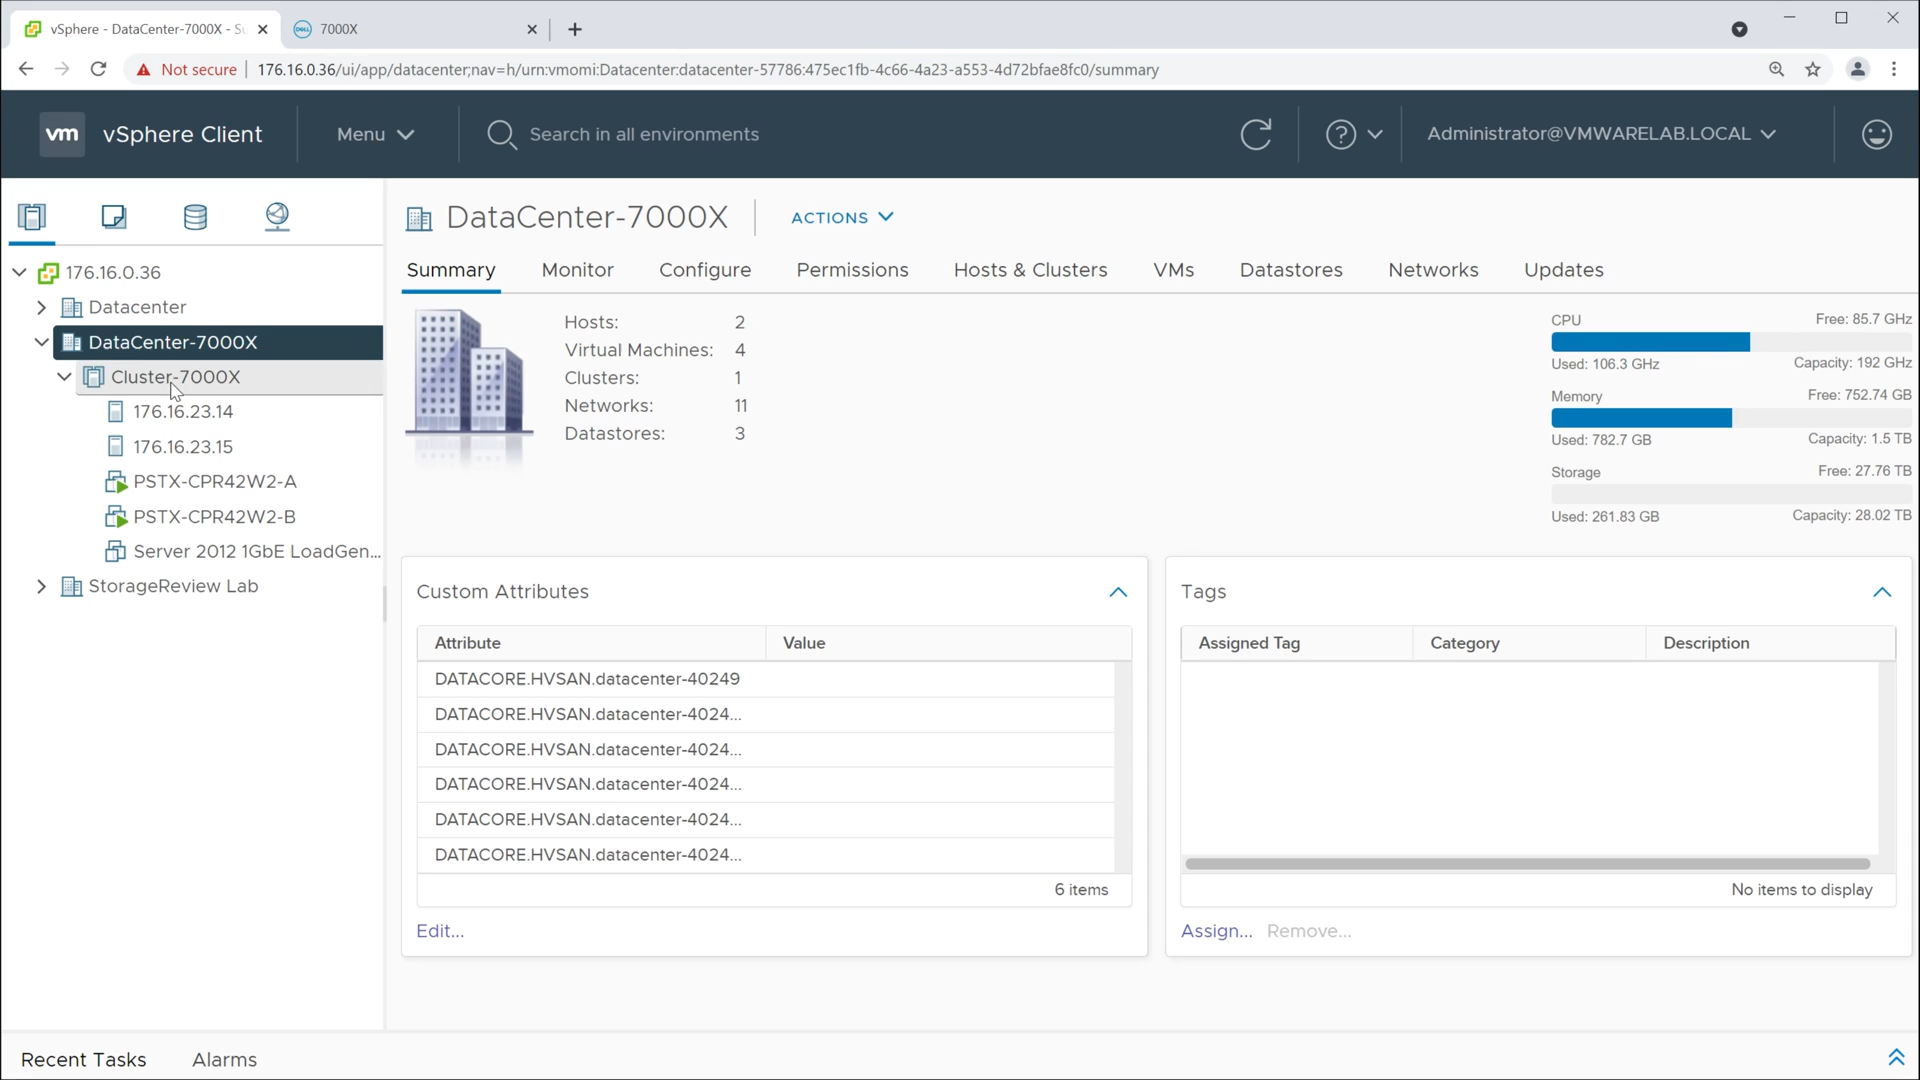 vSphere - DataCenter-7000X - Su
7000X
Not secure
176.16.0.36/ui/app/datacenter;nav=h/urn:vmomi:Datacenter:datacenter-57786:475ec1fb-4c66-4a23-a553-4d72bfae8fc0/summary
vm
vSphere Client
Menu
Search in all environments
Administrator@VMWARELAB.LOCAL
176.16.0.36
Datacenter
DataCenter-7000X
Cluster-7000X
176.16.23.14
176.16.23.15
PSTX-CPR42W2-A
PSTX-CPR42W2-B
Server 2012 1GbE LoadGen...
StorageReview Lab
DataCenter-7000X
ACTIONS
Summary Monitor Configure Permissions Hosts & Clusters VMs Datastores Networks Updates
Hosts: 2
Virtual Machines: 4
Clusters: 1
Networks: 11
Datastores: 3
CPU Free: 85.7 GHz
Used: 106.3 GHz Capacity: 192 GHz
Memory Free: 752.74 GB
Used: 782.7 GB Capacity: 1.5 TB
Storage Free: 27.76 TB
Used: 261.83 GB Capacity: 28.02 TB
Custom Attributes
Attribute Value
DATACORE.HVSAN.datacenter-40249
DATACORE.HVSAN.datacenter-4024...
DATACORE.HVSAN.datacenter-4024...
DATACORE.HVSAN.datacenter-4024...
DATACORE.HVSAN.datacenter-4024...
DATACORE.HVSAN.datacenter-4024...
6 items
Edit...
Tags
Assigned Tag Category Description
No items to display
Assign... Remove...
Recent Tasks Alarms